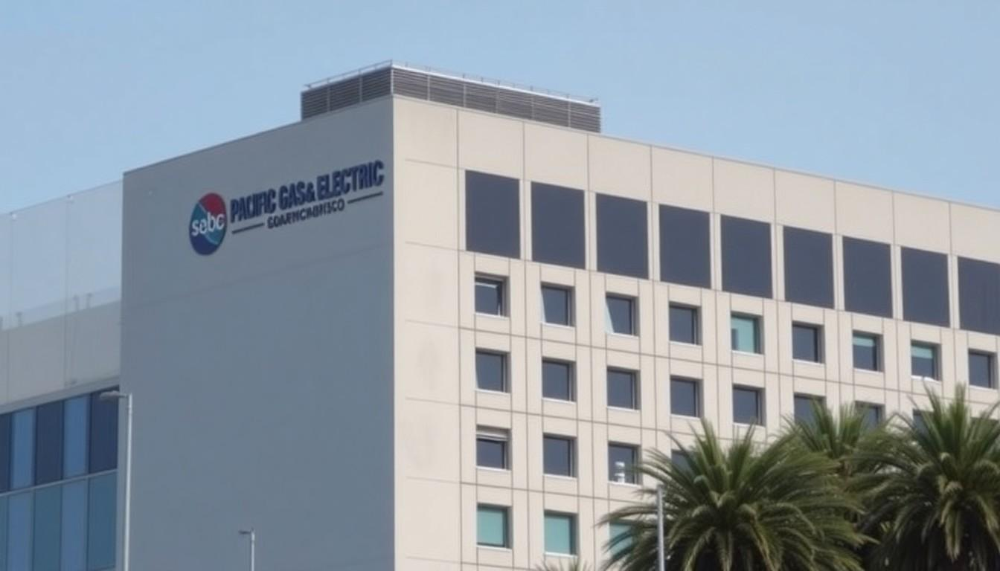 sebc
PACIFIC GAS & ELECTRIC